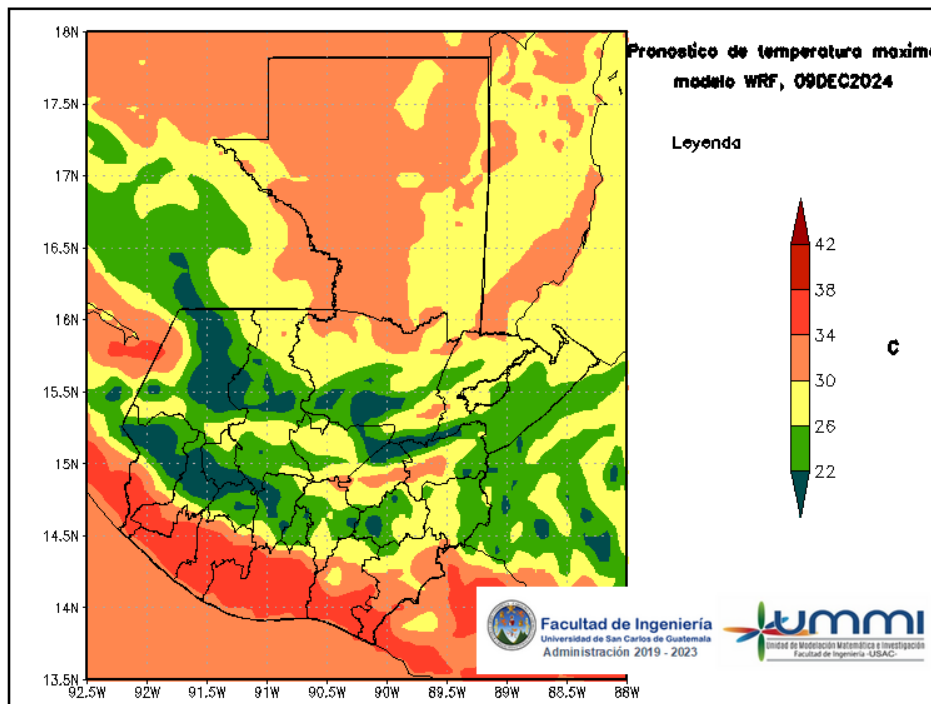 Pronostico de temperatura maxim
modelo WRF, 09DEC2024
Leyenda
42
38
34
30
26
22
C
18N
17.5N
17N
16.5N
16N
15.5N
15N
14.5N
14N
13.5N
92.5W
92W
91.5W
91W
90.5W
90W
89.5W
89W
88.5W
88W
Facultad de Ingeniería
Universidad de San Carlos de Guatemala
Administración 2019 - 2023
UMMI
Unidad de Modelación Matemática e Investigación
Facultad de Ingeniería -USAC-